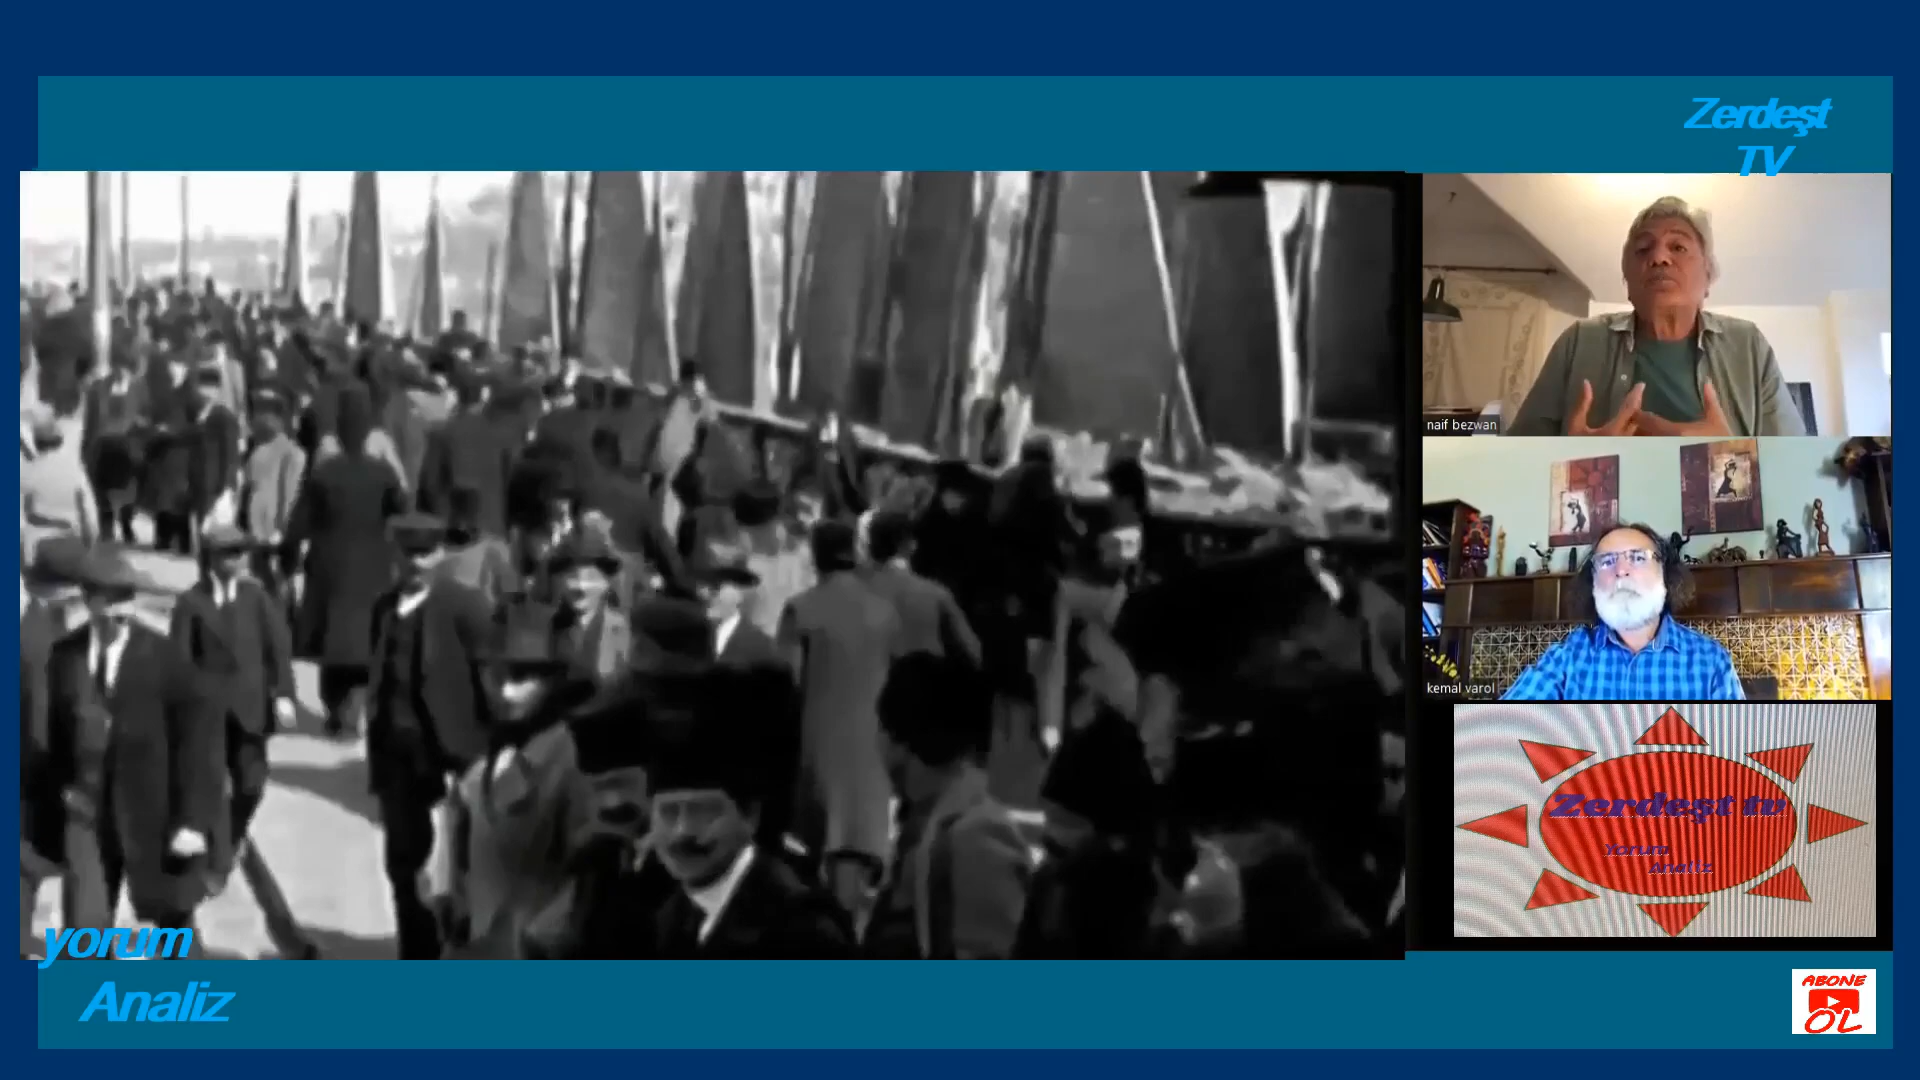 Zerdeşt
TV
naif bezwan
kemal varol
Zerdeşt tv
Yorum
Analiz
yorum
Analiz
ABONE
OL